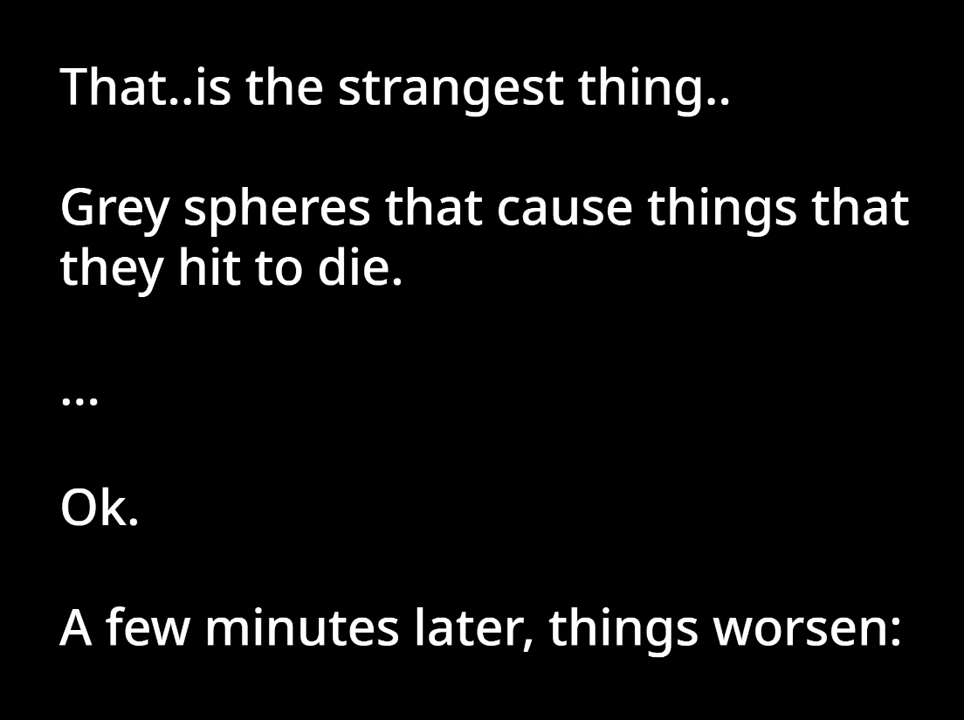 That..is the strangest thing..
Grey spheres that cause things that
they hit to die.
...
Ok.
A few minutes later, things worsen: